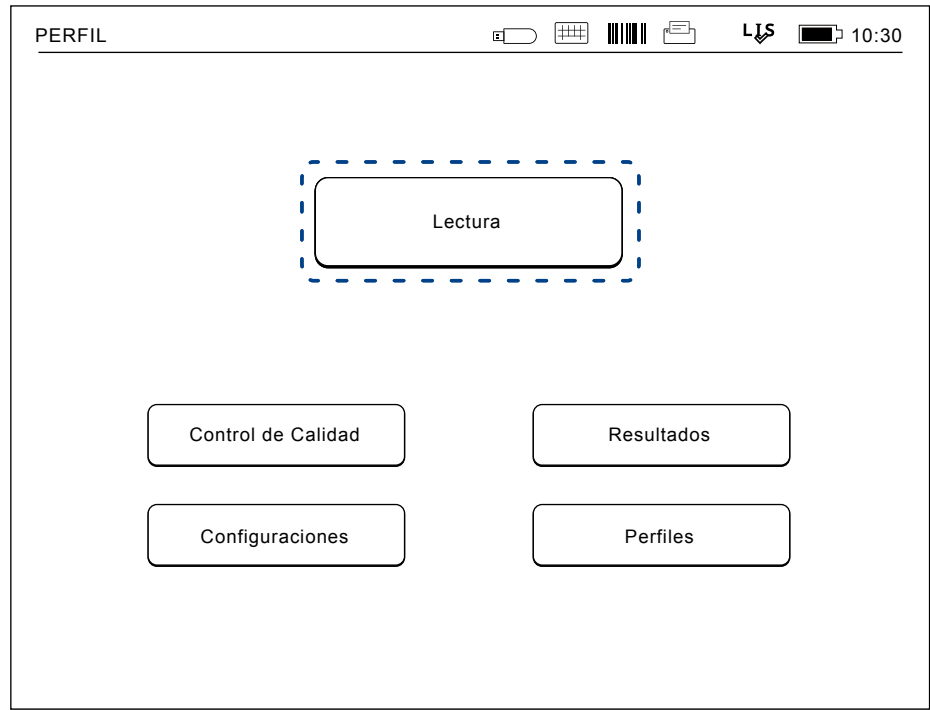 PERFIL LIS 10:30
Lectura
Control de Calidad Resultados
Configuraciones Perfiles